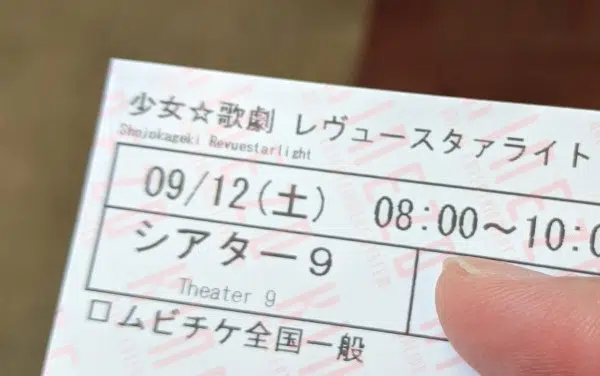 少女☆歌劇 レヴュースタァライト
Shojokageki Revuestarlight
09/12(土) 08:00～10:0
シアター9
Theater 9
□ムビチケ全国一般